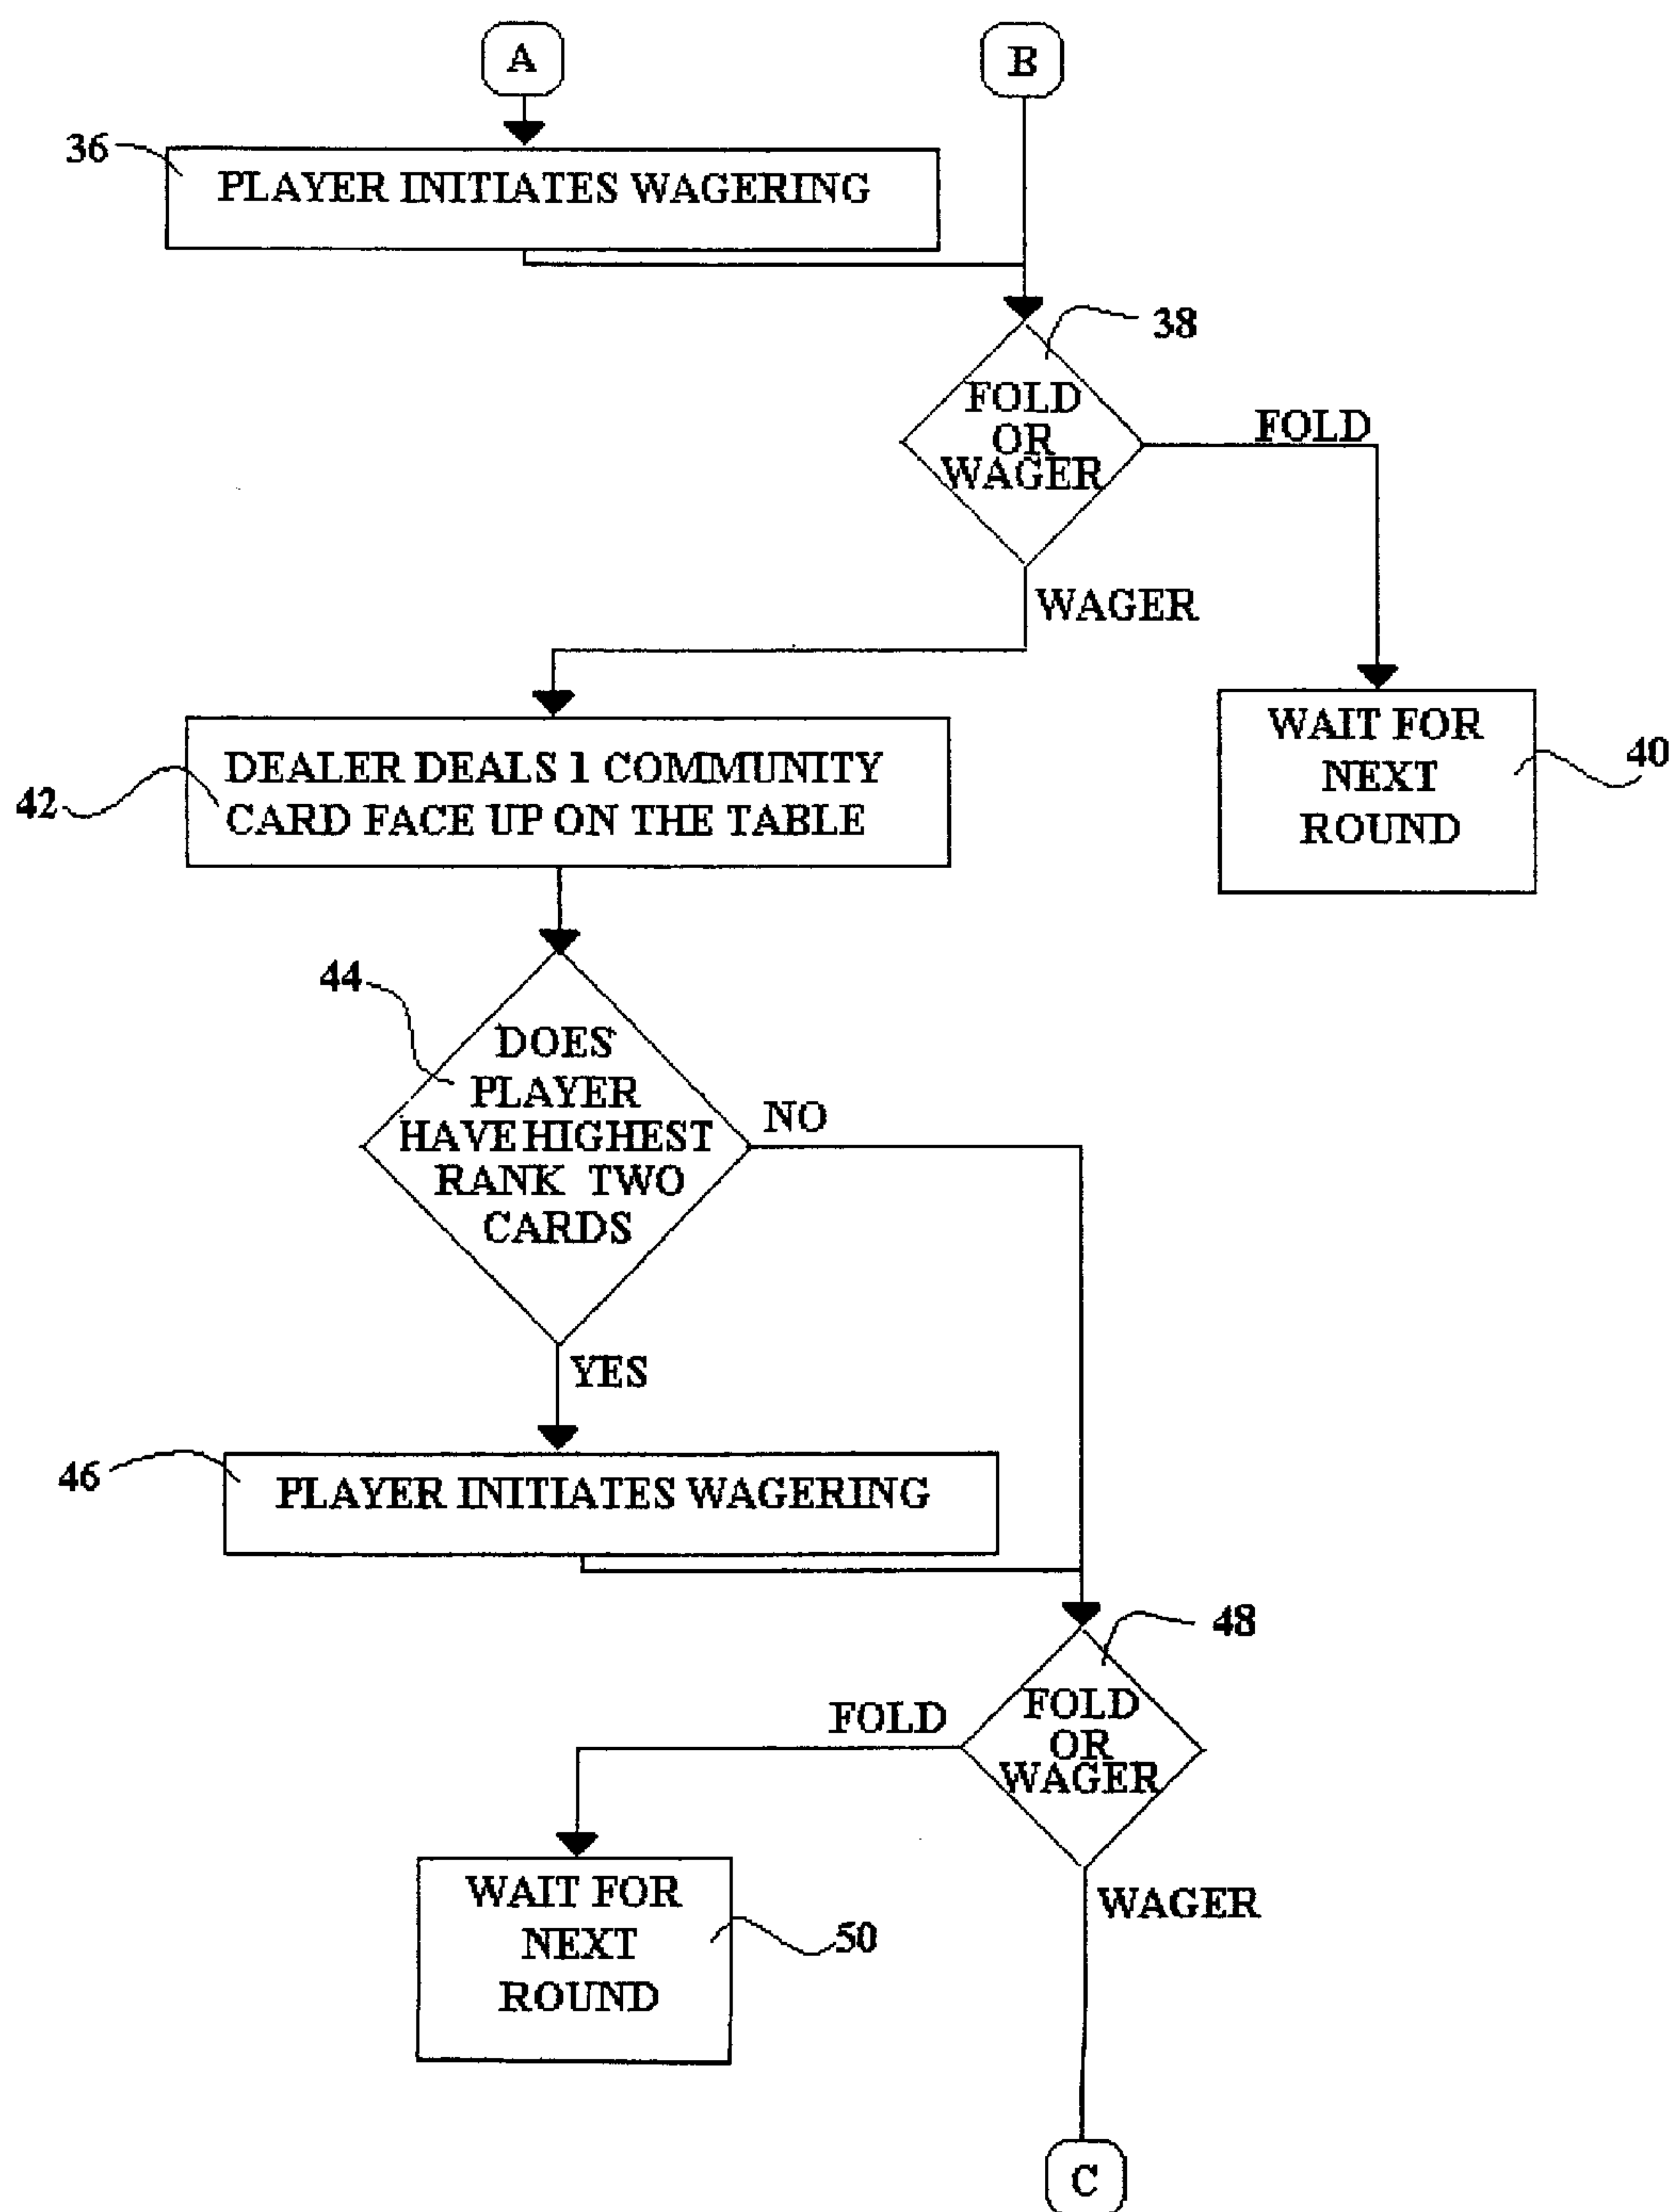 A
B
36
PLAYER INITIATES WAGERING
38
FOLD
OR
WAGER
FOLD
WAGER
WAIT FOR
NEXT
ROUND
40
42
DEALER DEALS 1 COMMUNITY
CARD FACE UP ON THE TABLE
44
DOES
PLAYER
HAVE HIGHEST
RANK TWO
CARDS
NO
YES
46
PLAYER INITIATES WAGERING
48
FOLD
OR
WAGER
FOLD
WAIT FOR
NEXT
ROUND
50
WAGER
C